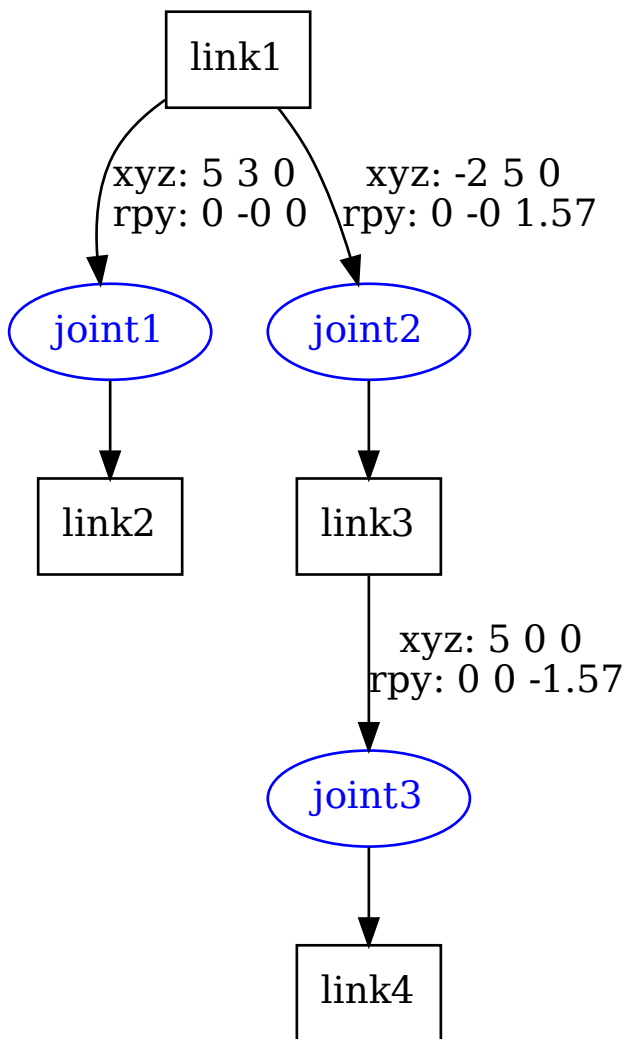 link1
xyz: 5 3 0
rpy: 0 -0 0
xyz: -2 5 0
rpy: 0 -0 1.57
joint1
joint2
link2
link3
xyz: 5 0 0
rpy: 0 0 -1.57
joint3
link4